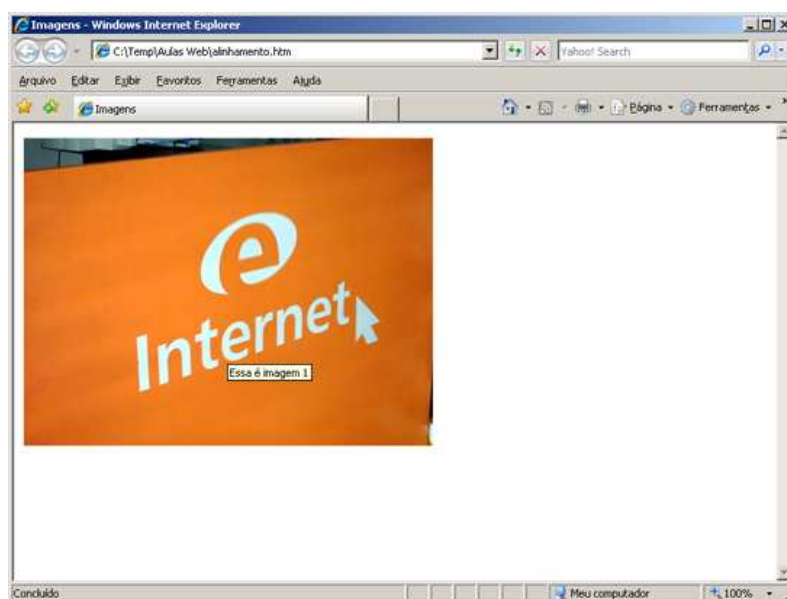 Imagens - Windows Internet Explorer
C:\Temp\Aulas Web\alinhamento.htm
Yahoo! Search
Arquivo Editar Exibir Favoritos Ferramentas Ajuda
Imagens
Página
Ferramentas
e
Internet
Essa é imagem 1
Concluído
Meu computador
100%